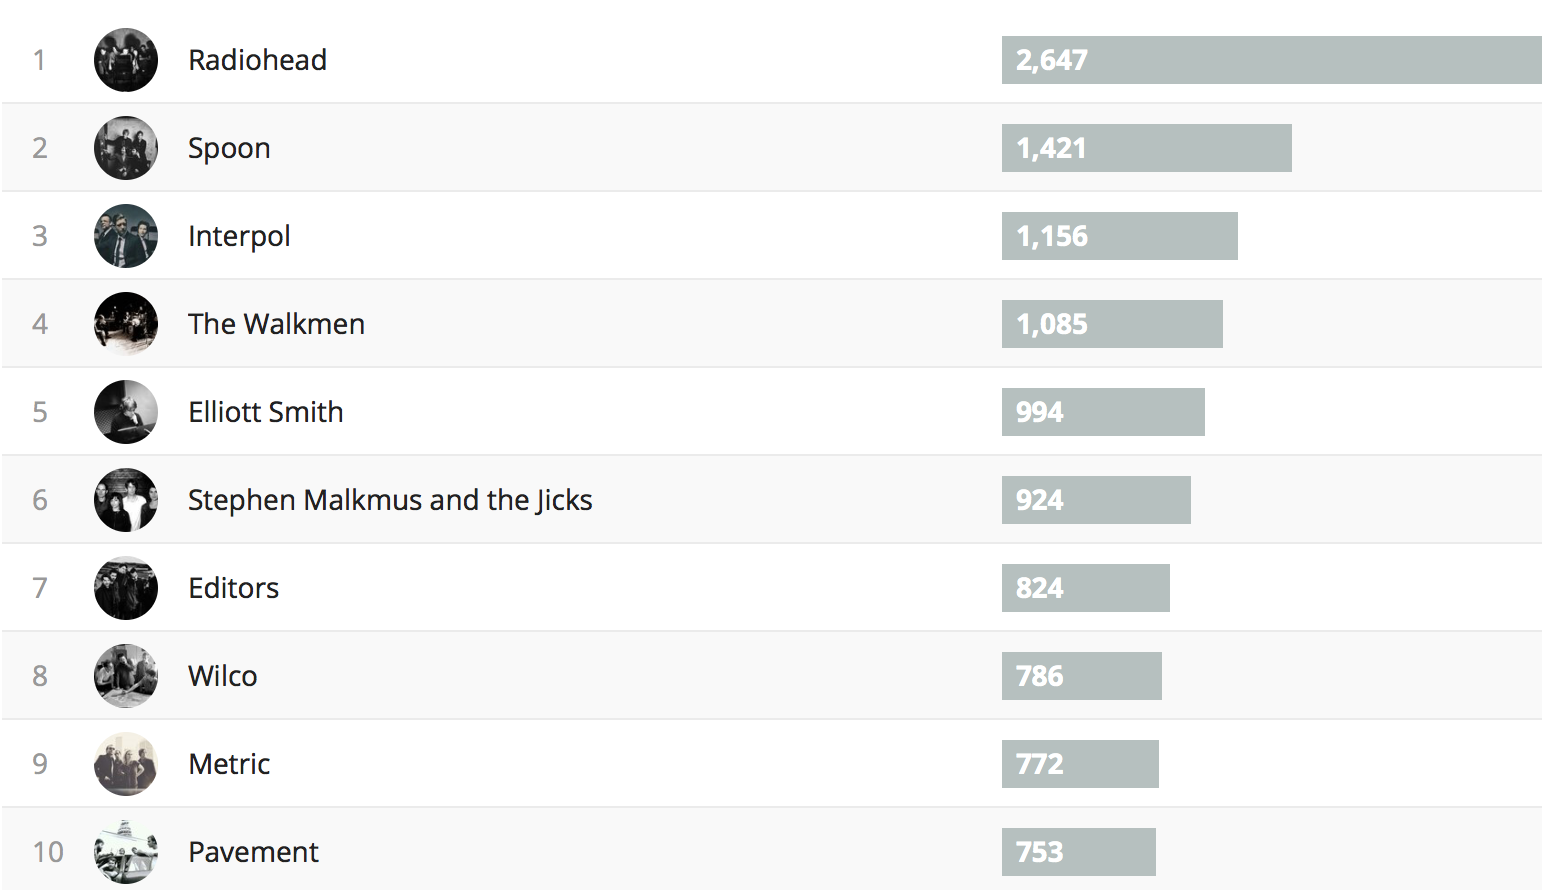 1 Radiohead 2,647
2 Spoon 1,421
3 Interpol 1,156
4 The Walkmen 1,085
5 Elliott Smith 994
6 Stephen Malkmus and the Jicks 924
7 Editors 824
8 Wilco 786
9 Metric 772
10 Pavement 753